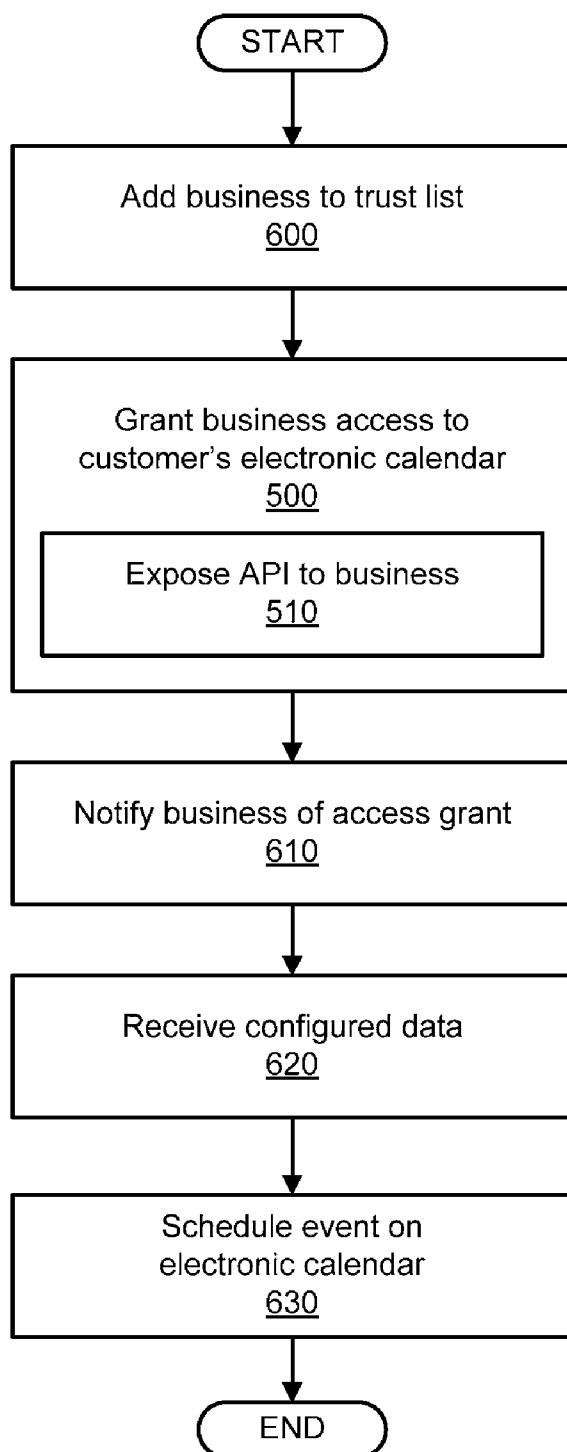 START
Add business to trust list
600
Grant business access to
customer's electronic calendar
500
Expose API to business
510
Notify business of access grant
610
Receive configured data
620
Schedule event on
electronic calendar
630
END